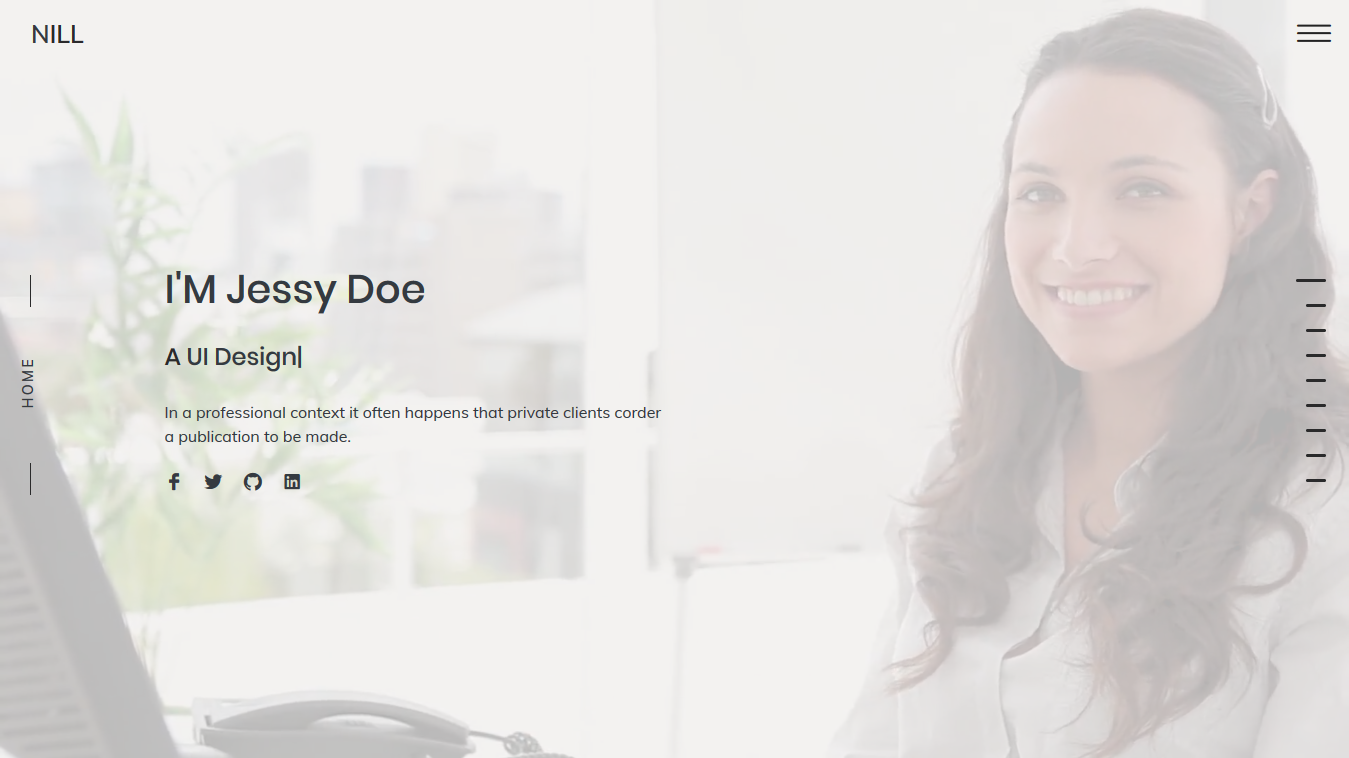 NILL
I'M Jessy Doe
A UI Design|
HOME
In a professional context it often happens that private clients corder
a publication to be made.